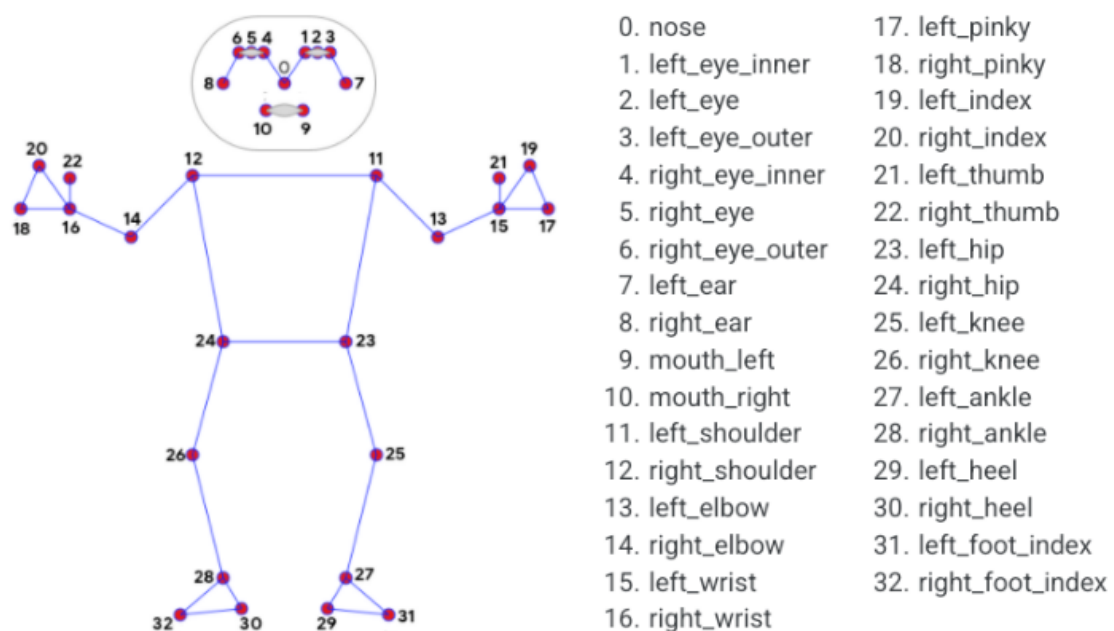 6 5 4 1 2 3
0
8 7
10 9
20 22 12 11 21 19
18 16 14 13 15 17
24 23
26 25
28 27
32 30 29 31
0. nose
1. left_eye_inner
2. left_eye
3. left_eye_outer
4. right_eye_inner
5. right_eye
6. right_eye_outer
7. left_ear
8. right_ear
9. mouth_left
10. mouth_right
11. left_shoulder
12. right_shoulder
13. left_elbow
14. right_elbow
15. left_wrist
16. right_wrist
17. left_pinky
18. right_pinky
19. left_index
20. right_index
21. left_thumb
22. right_thumb
23. left_hip
24. right_hip
25. left_knee
26. right_knee
27. left_ankle
28. right_ankle
29. left_heel
30. right_heel
31. left_foot_index
32. right_foot_index